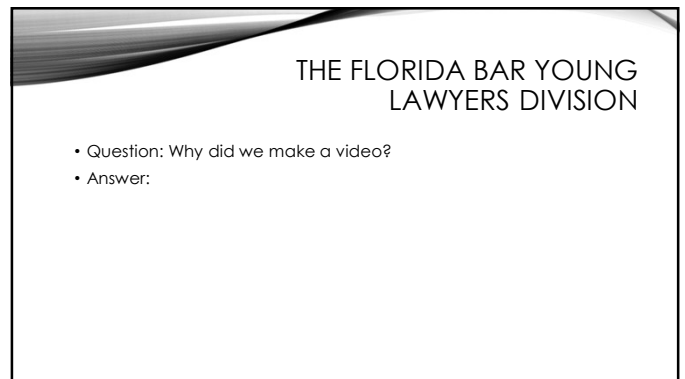 THE FLORIDA BAR YOUNG
LAWYERS DIVISION
• Question: Why did we make a video?
• Answer: